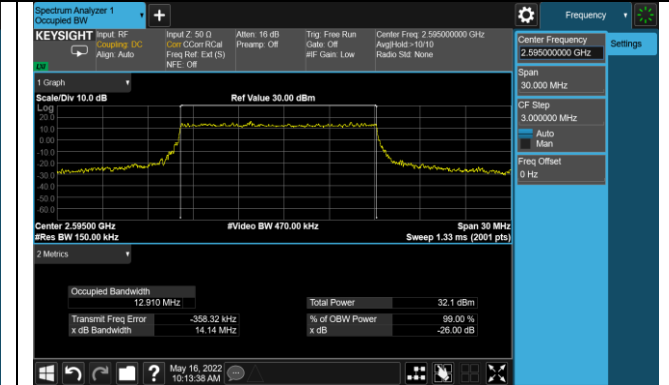 Spectrum Analyzer 1
Occupied BW
+
Frequency
KEYSIGHT Input: RF
Coupling: DC
Align: Auto
Input Z: 50 Ω
Corr CCorr RCal
Freq Ref: Ext (S)
NFE: Off
Atten: 16 dB
Preamp: Off
Trig: Free Run
Gate: Off
#IF Gain: Low
Center Freq: 2.595000000 GHz
Avg|Hold:>10/10
Radio Std: None
LXI
Center Frequency
2.595000000 GHz
Settings
Span
30.000 MHz
CF Step
3.000000 MHz
Auto
Man
Freq Offset
0 Hz
1 Graph
Scale/Div 10.0 dB
Ref Value 30.00 dBm
Log
20.0
10.0
0.00
-10.0
-20.0
-30.0
-40.0
-50.0
-60.0
Center 2.59500 GHz
#Video BW 470.00 kHz
Span 30 MHz
#Res BW 150.00 kHz
Sweep 1.33 ms (2001 pts)
2 Metrics
Occupied Bandwidth
12.910 MHz
Total Power 32.1 dBm
Transmit Freq Error -358.32 kHz
% of OBW Power 99.00 %
x dB Bandwidth 14.14 MHz
x dB -26.00 dB
?
May 16, 2022
10:13:38 AM